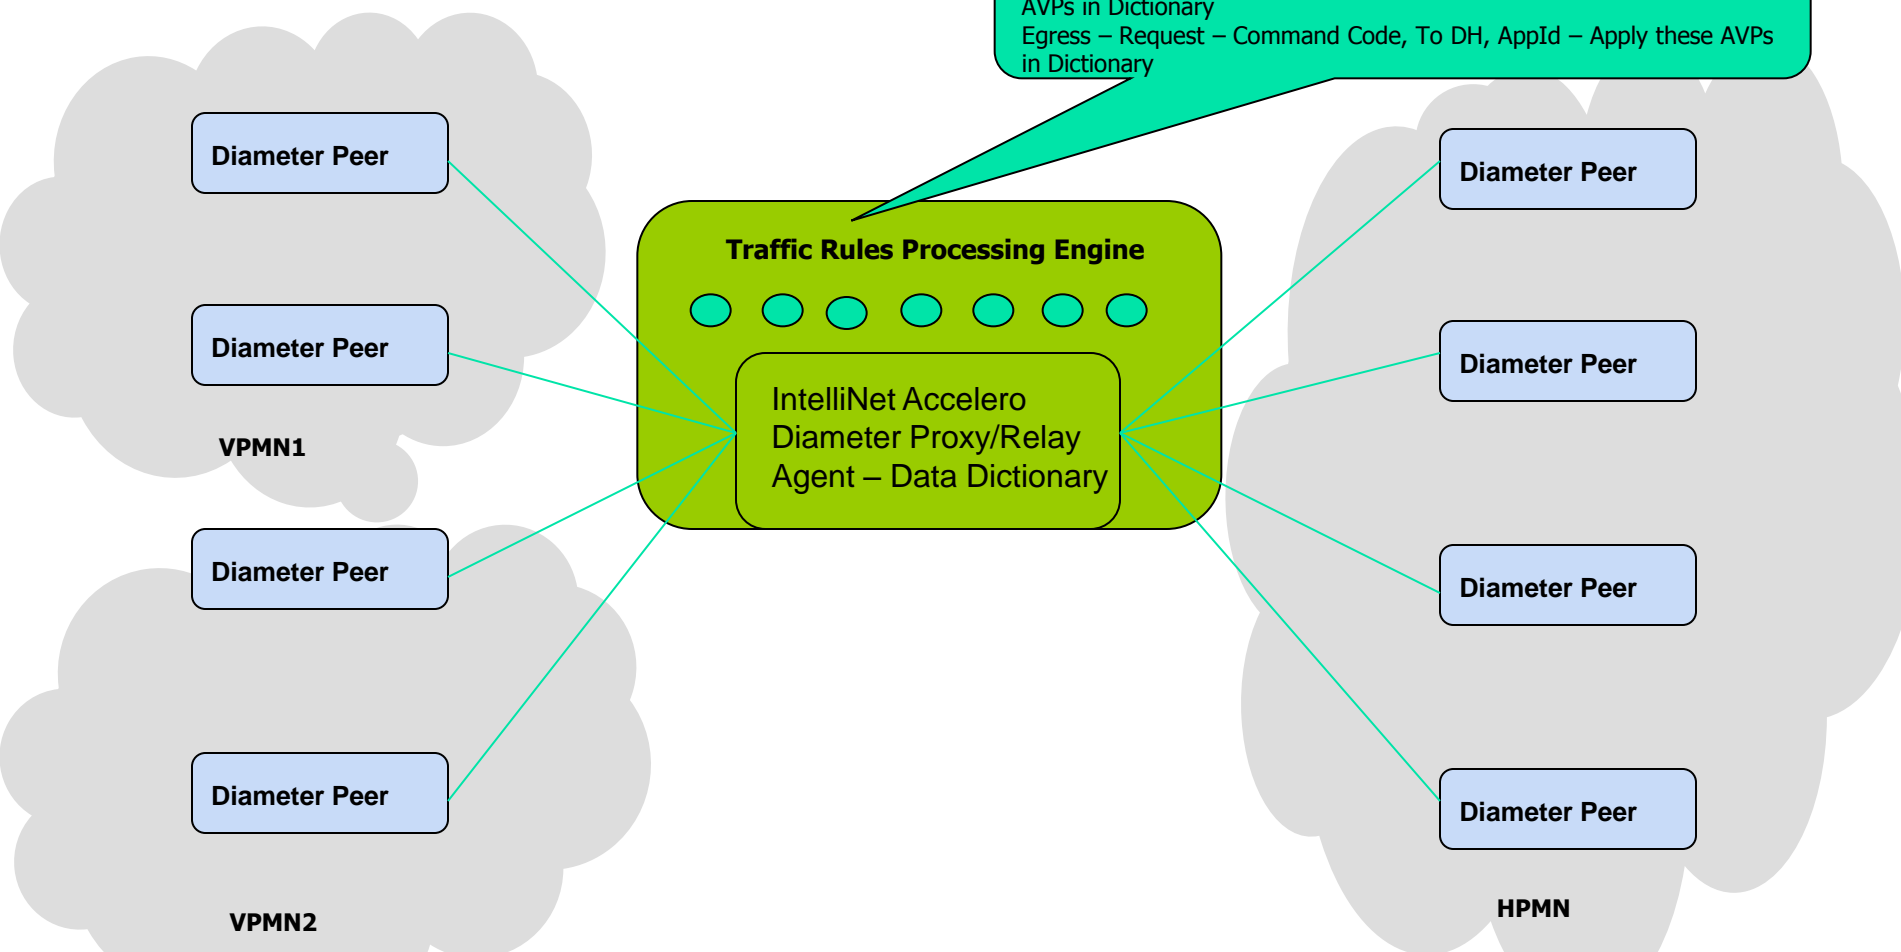 AVPs in Dictionary
Egress – Request – Command Code, To DH, AppId – Apply these AVPs
in Dictionary
Diameter Peer
Diameter Peer
VPMN1
Diameter Peer
Diameter Peer
VPMN2
Traffic Rules Processing Engine
IntelliNet Accelero
Diameter Proxy/Relay
Agent – Data Dictionary
Diameter Peer
Diameter Peer
Diameter Peer
Diameter Peer
HPMN